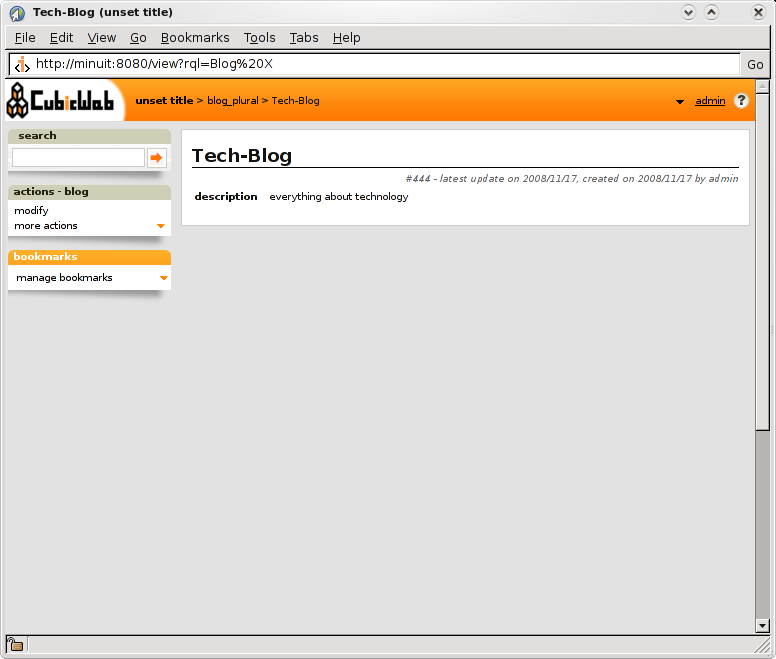 Tech-Blog (unset title)
File Edit View Go Bookmarks Tools Tabs Help
http://minuit:8080/view?rql=Blog%20X Go
CubicWeb unset title > blog_plural > Tech-Blog admin ?
search
actions - blog
modify
more actions
bookmarks
manage bookmarks
Tech-Blog
#444 - latest update on 2008/11/17, created on 2008/11/17 by admin
description everything about technology